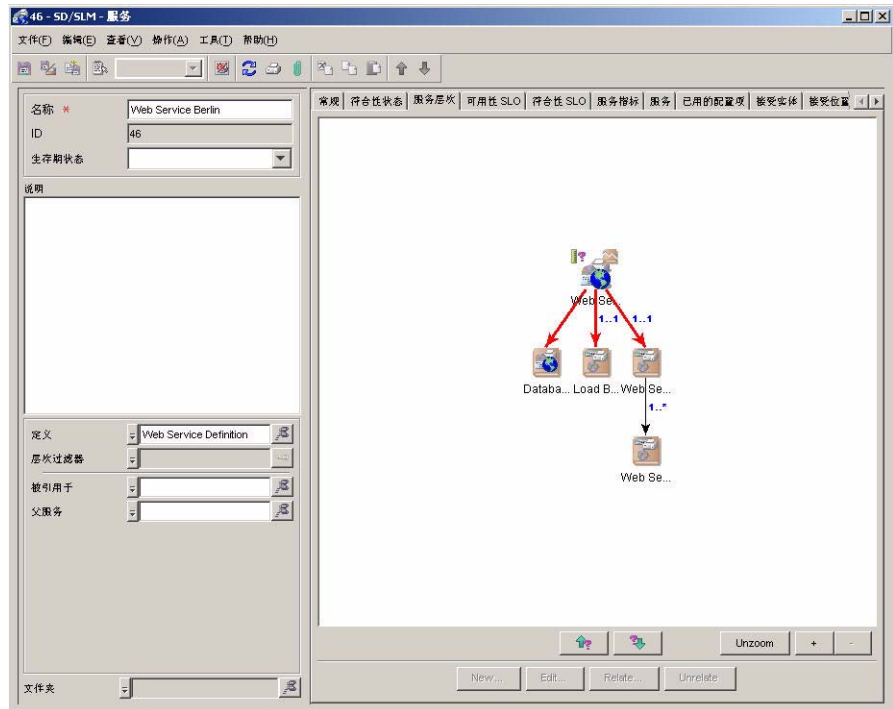 46 - SD/SLM - 服务
文件(F) 编辑(E) 查看(V) 操作(A) 工具(T) 帮助(H)
名称 *
Web Service Berlin
ID
46
生存期状态
说明
定义
Web Service Definition
层次过滤器
被引用于
父服务
文件夹
常规 符合性状态 服务层次 可用性 SLO 符合性 SLO 服务指标 服务 已用的配置项 接受实体 接受位置
Web Se...
1..1 1..1
Databa... Load B... Web Se...
1..*
Web Se...
Unzoom + -
New... Edit... Relate... Unrelate